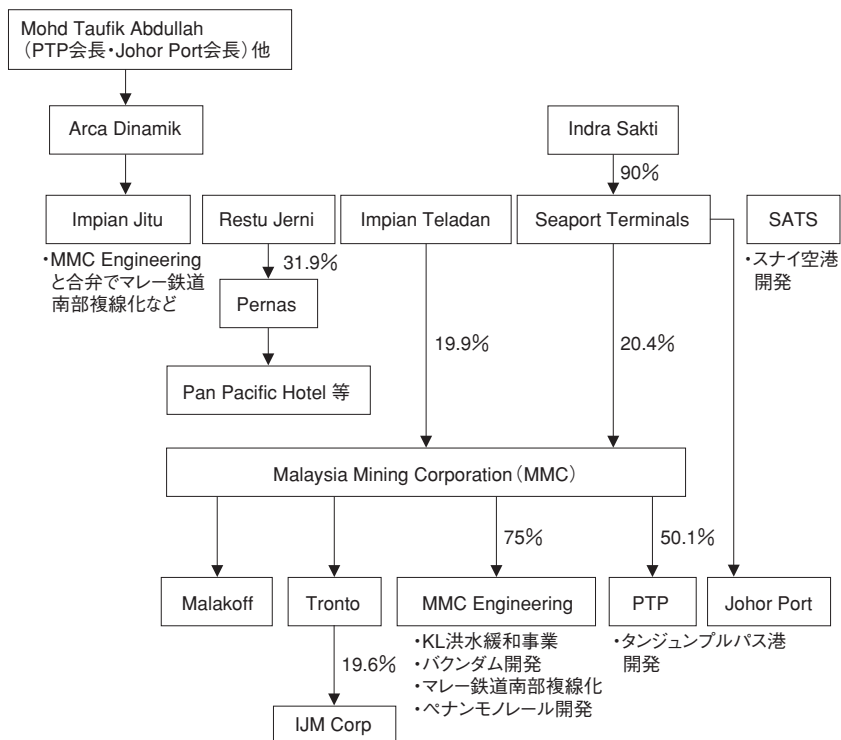 Mohd Taufik Abdullah
（PTP会長・Johor Port会長）他
Arca Dinamik
Indra Sakti
90%
Impian Jitu
Restu Jerni
Impian Teladan
Seaport Terminals
SATS
・MMC Engineering
と合弁でマレー鉄道
南部複線化など
31.9%
・スナイ空港
開発
Pernas
19.9%
20.4%
Pan Pacific Hotel 等
Malaysia Mining Corporation（MMC）
75%
50.1%
Malakoff
Tronto
MMC Engineering
PTP
Johor Port
・KL洪水緩和事業
・バクンダム開発
・マレー鉄道南部複線化
・ペナンモノレール開発
・タンジュンプルパス港
開発
19.6%
IJM Corp